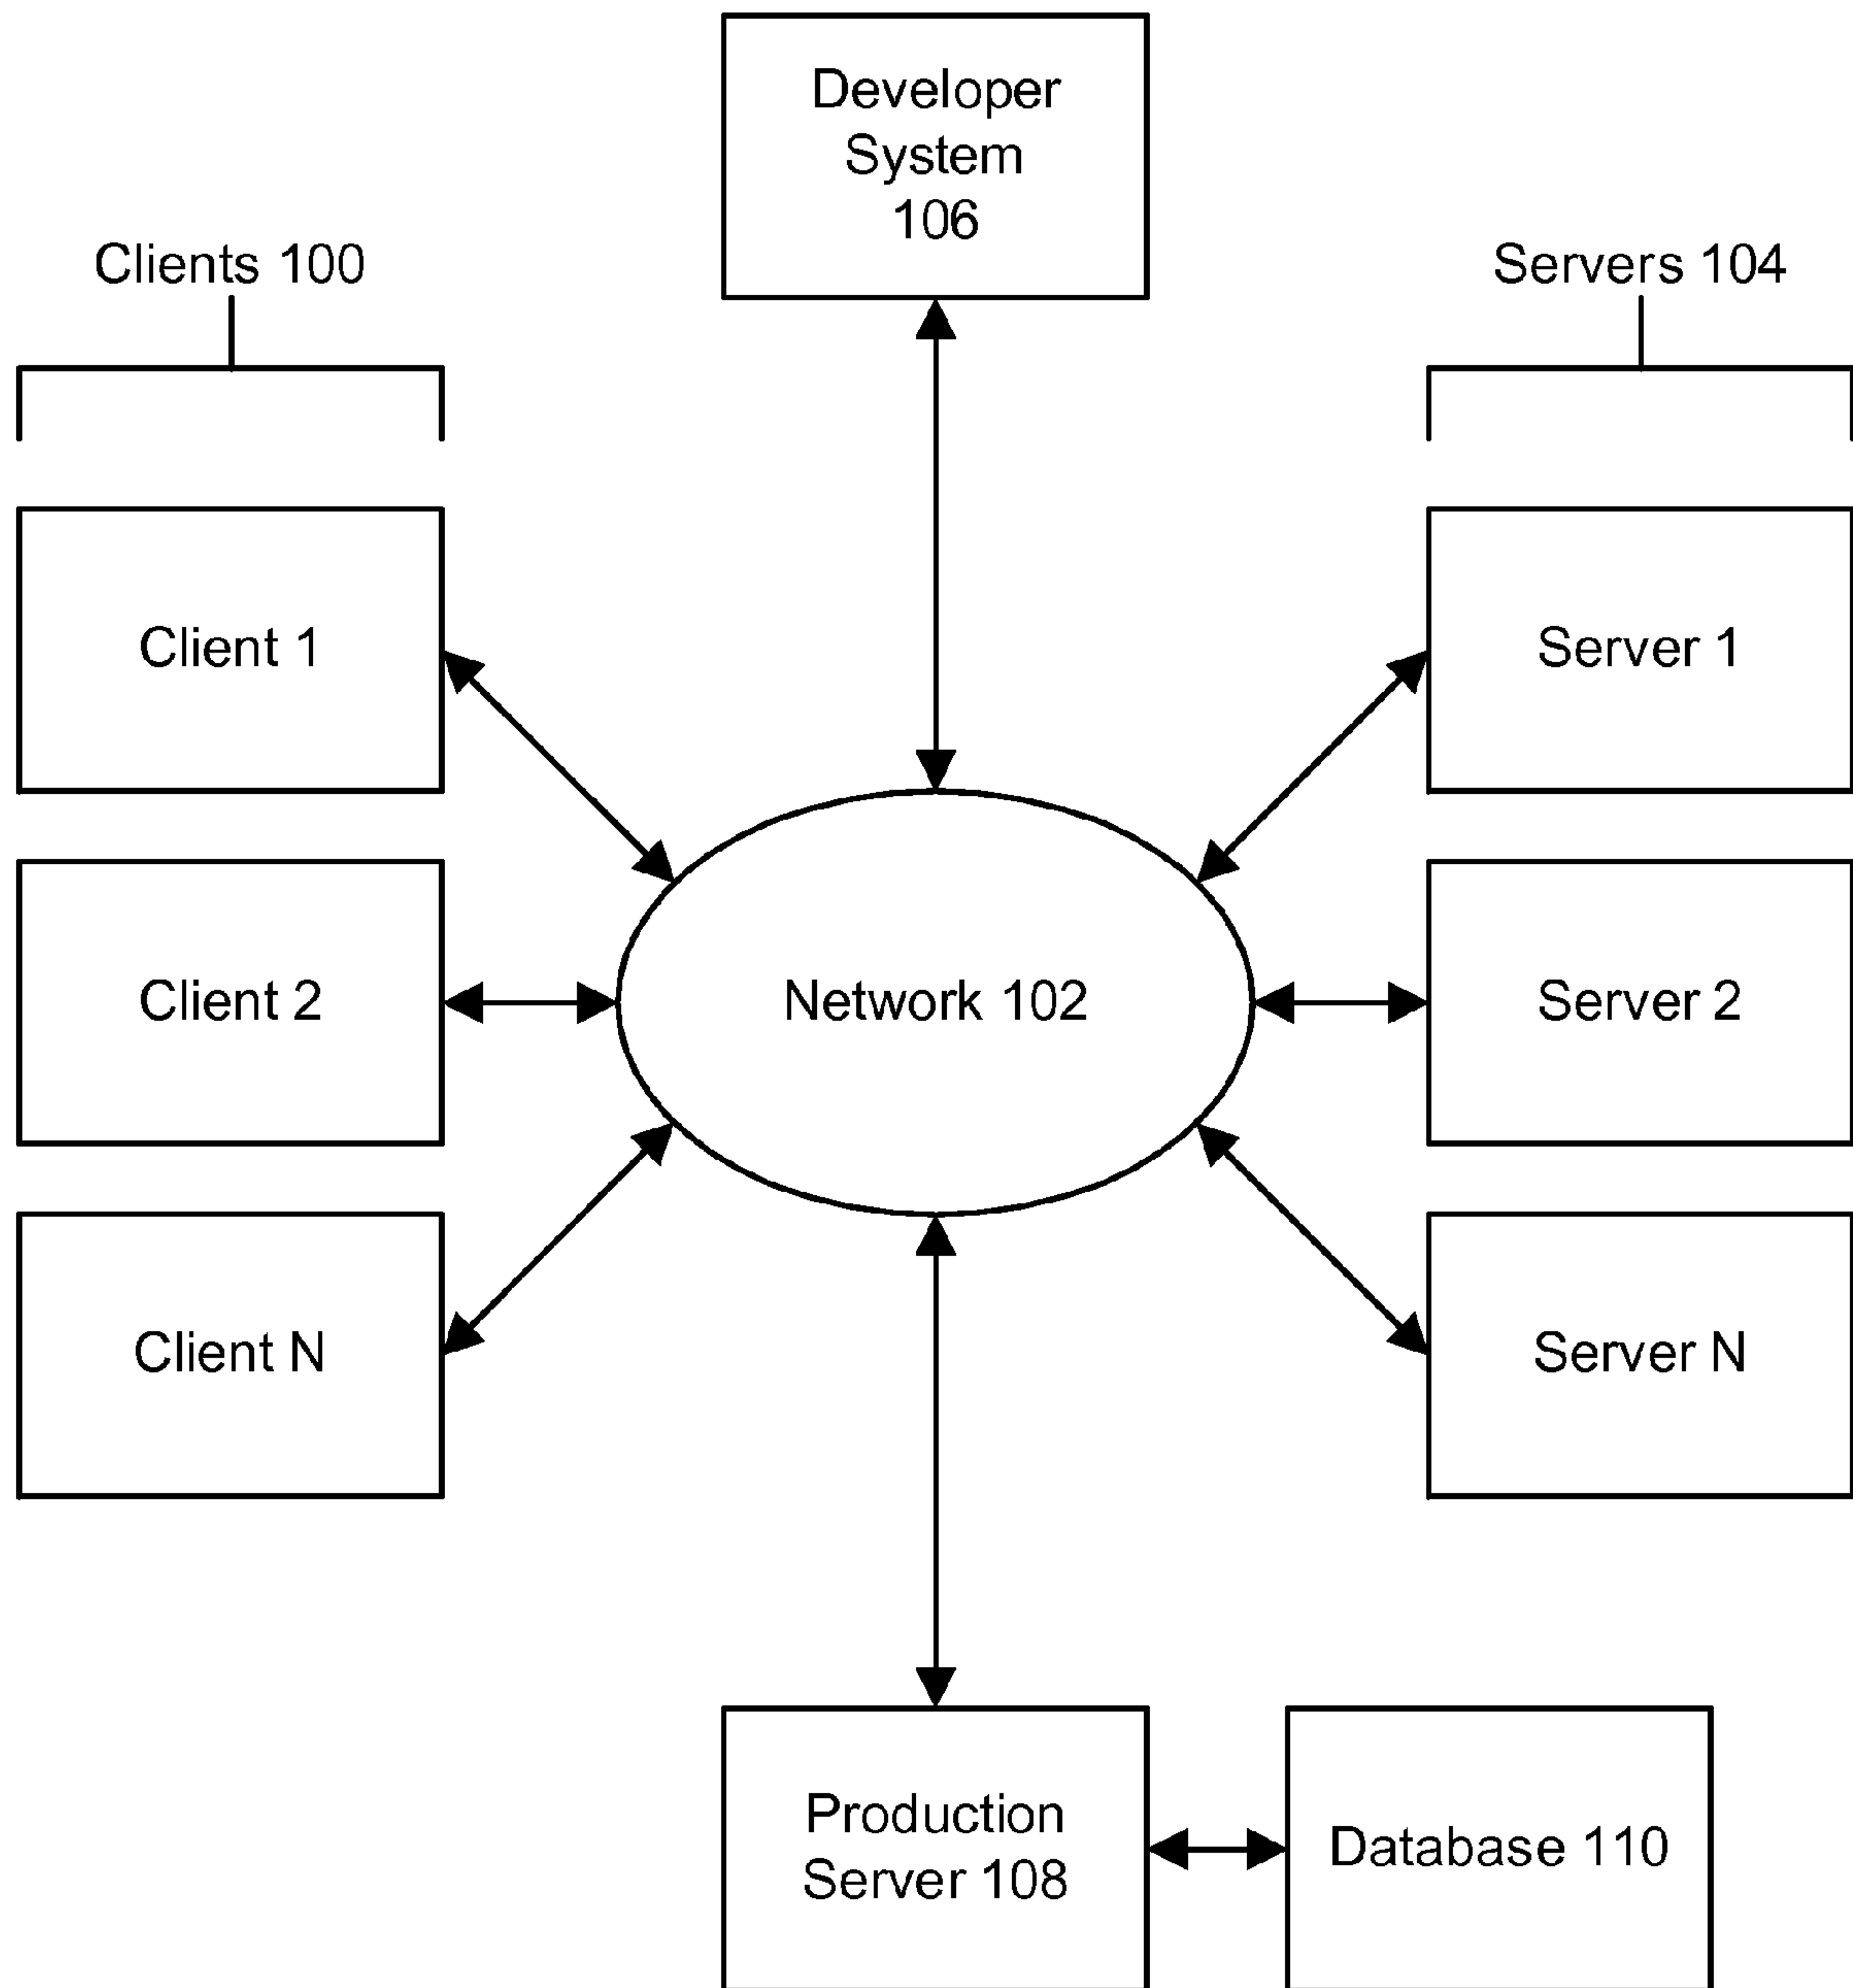 Developer
System
106
Clients 100
Servers 104
Client 1
Server 1
Client 2
Network 102
Server 2
Client N
Server N
Production
Server 108
Database 110